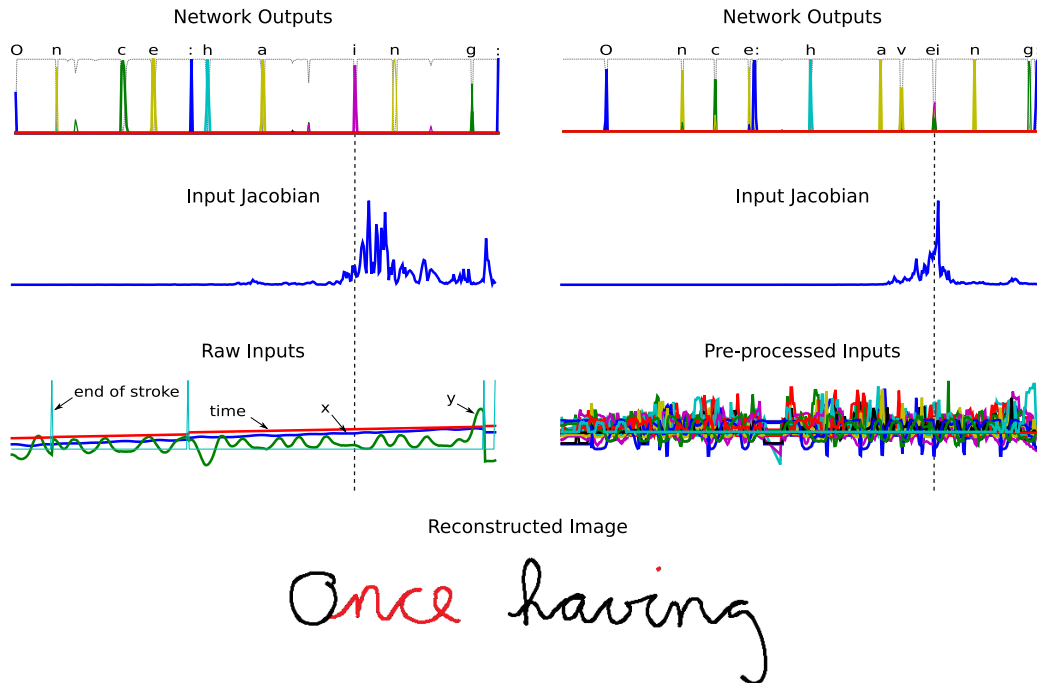 Network Outputs Network Outputs
O n c e : h a i n g : O n c e : h a v ei n g :
Input Jacobian Input Jacobian
Raw Inputs Pre-processed Inputs
end of stroke
time x y
Reconstructed Image
Once having